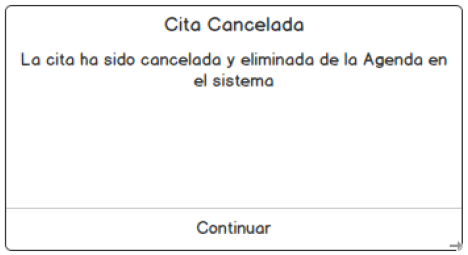 Cita Cancelada
La cita ha sido cancelada y eliminada de la Agenda en
el sistema
Continuar